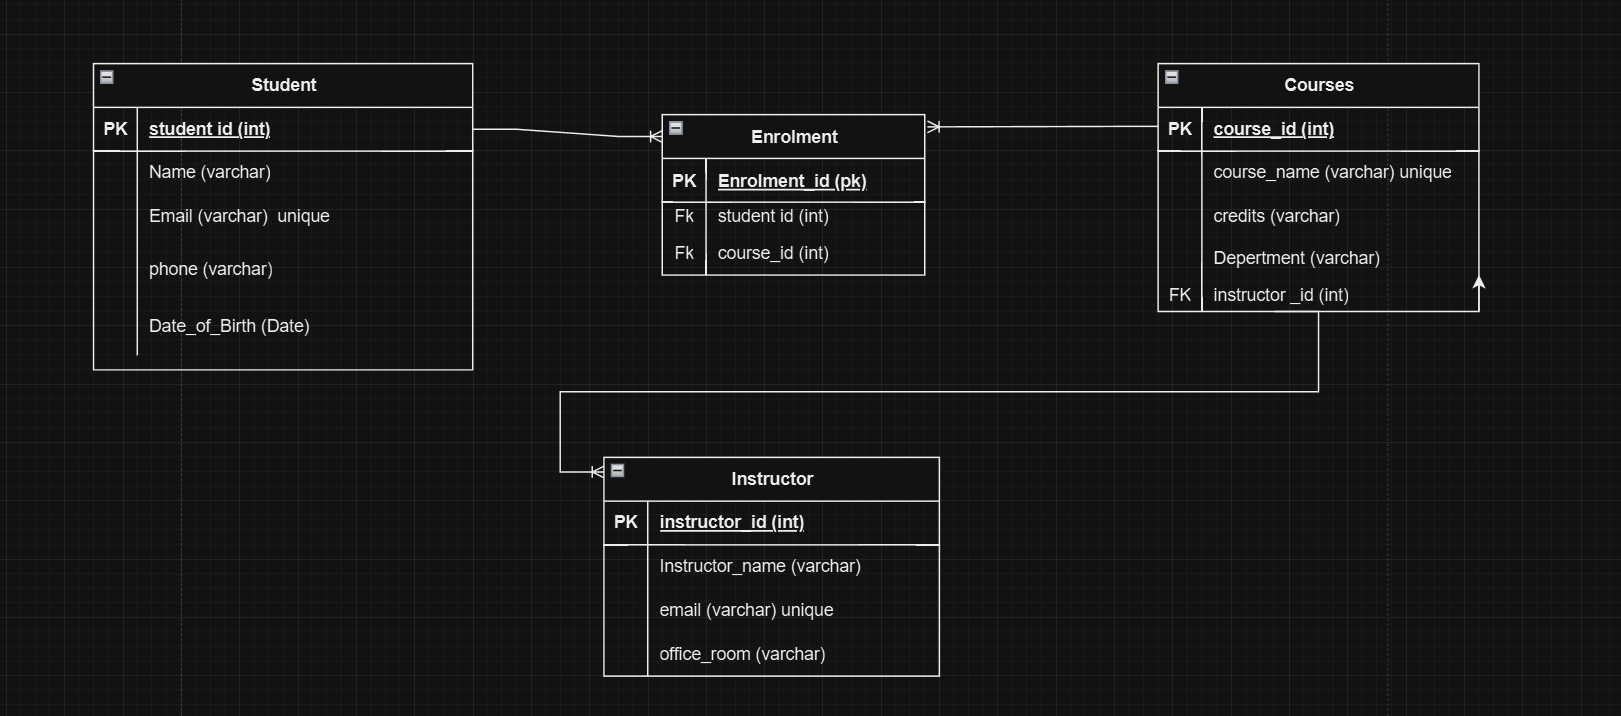 Student
PK student id (int)
Name (varchar)
Email (varchar)  unique
phone (varchar)
Date_of_Birth (Date)
Enrolment
PK Enrolment_id (pk)
Fk student id (int)
Fk course_id (int)
Courses
PK course_id (int)
course_name (varchar) unique
credits (varchar)
Depertment (varchar)
FK instructor _id (int)
Instructor
PK instructor_id (int)
Instructor_name (varchar)
email (varchar) unique
office_room (varchar)